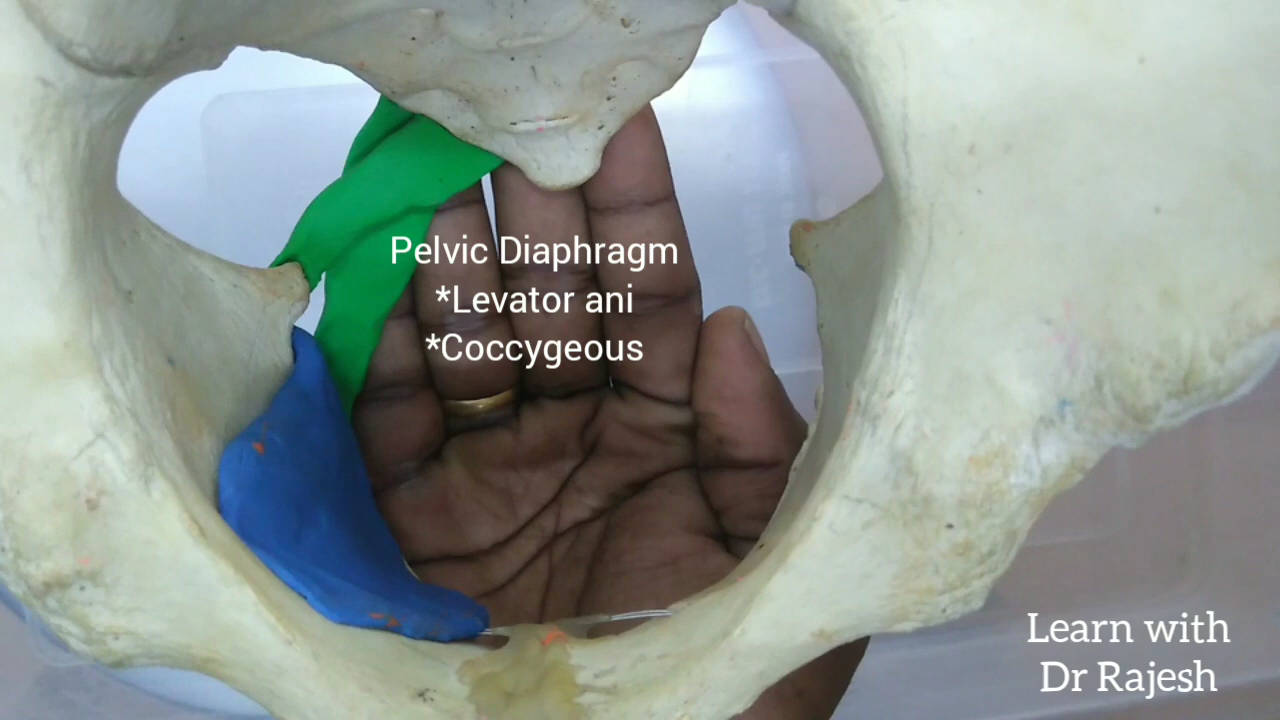 Pelvic Diaphragm
*Levator ani
*Coccygeous
Learn with
Dr Rajesh